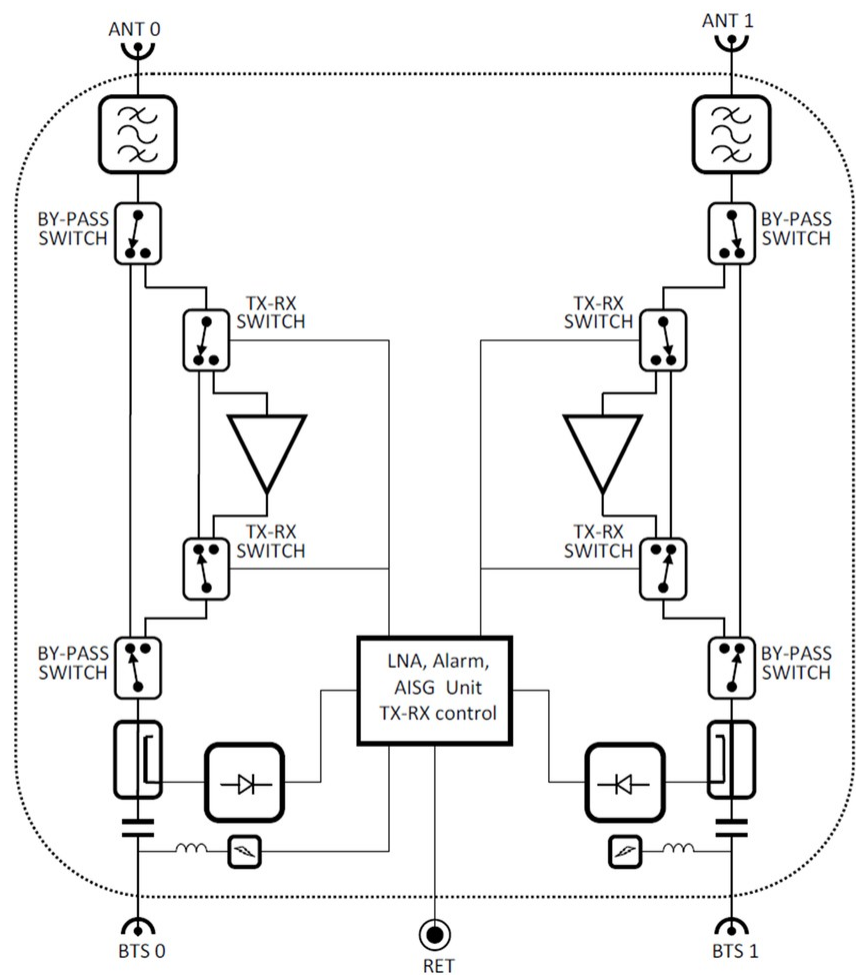 ANT 0
ANT 1
BY-PASS
SWITCH
BY-PASS
SWITCH
TX-RX
SWITCH
TX-RX
SWITCH
TX-RX
SWITCH
TX-RX
SWITCH
BY-PASS
SWITCH
LNA, Alarm,
AISG Unit
TX-RX control
BY-PASS
SWITCH
BTS 0
RET
BTS 1